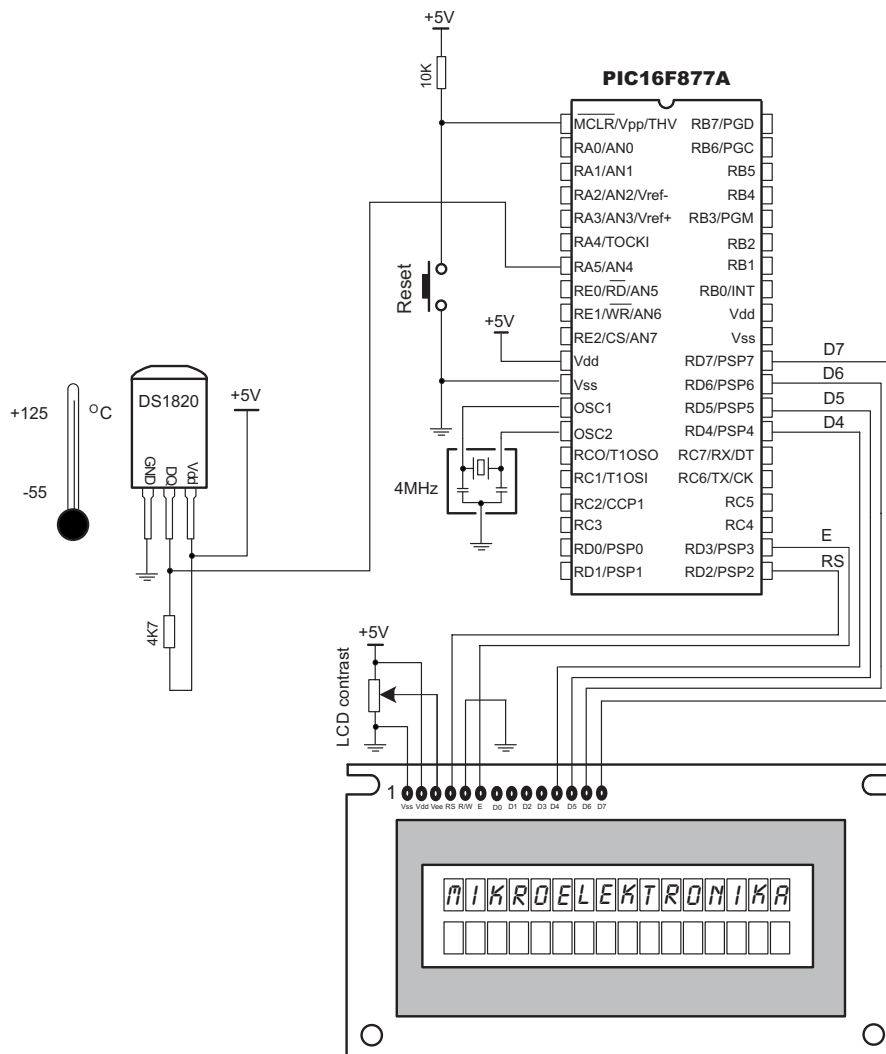 +5V
10K
PIC16F877A
MCLR/Vpp/THV RB7/PGD
RA0/AN0 RB6/PGC
RA1/AN1 RB5
RA2/AN2/Vref- RB4
RA3/AN3/Vref+ RB3/PGM
RA4/TOCKI RB2
RA5/AN4 RB1
RE0/RD/AN5 RB0/INT
RE1/WR/AN6 Vdd
RE2/CS/AN7 Vss
Vdd RD7/PSP7 D7
Vss RD6/PSP6 D6
OSC1 RD5/PSP5 D5
OSC2 RD4/PSP4 D4
RCO/T1OSO RC7/RX/DT
RC1/T1OSI RC6/TX/CK
RC2/CCP1 RC5
RC3 RC4
RD0/PSP0 RD3/PSP3 E
RD1/PSP1 RD2/PSP2 RS
Reset
+5V
4MHz
+125 °C
-55
DS1820
GND DQ Vdd
+5V
4K7
+5V
LCD contrast
1
Vss Vdd Vee RS R/W E D0 D1 D2 D3 D4 D5 D6 D7
MIKROELEKTRONIKA